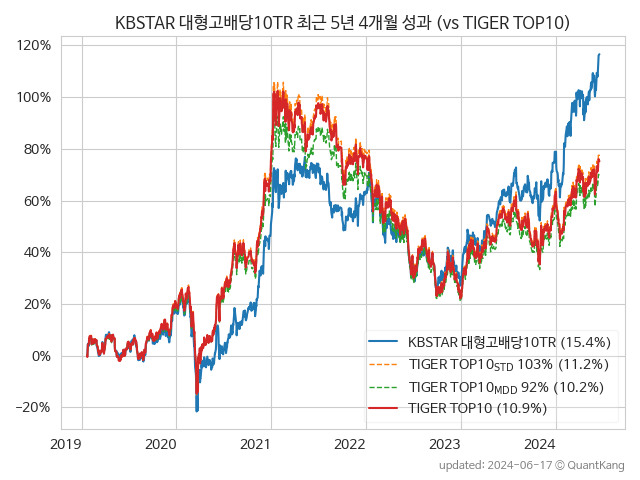 KBSTAR 대형고배당10TR 최근 5년 4개월 성과 (vs TIGER TOP10)
120%
100%
80%
60%
40%
20%
0%
−20%
2019 2020 2021 2022 2023 2024
KBSTAR 대형고배당10TR (15.4%)
TIGER TOP10STD 103% (11.2%)
TIGER TOP10MDD 92% (10.2%)
TIGER TOP10 (10.9%)
updated: 2024-06-17 © QuantKang